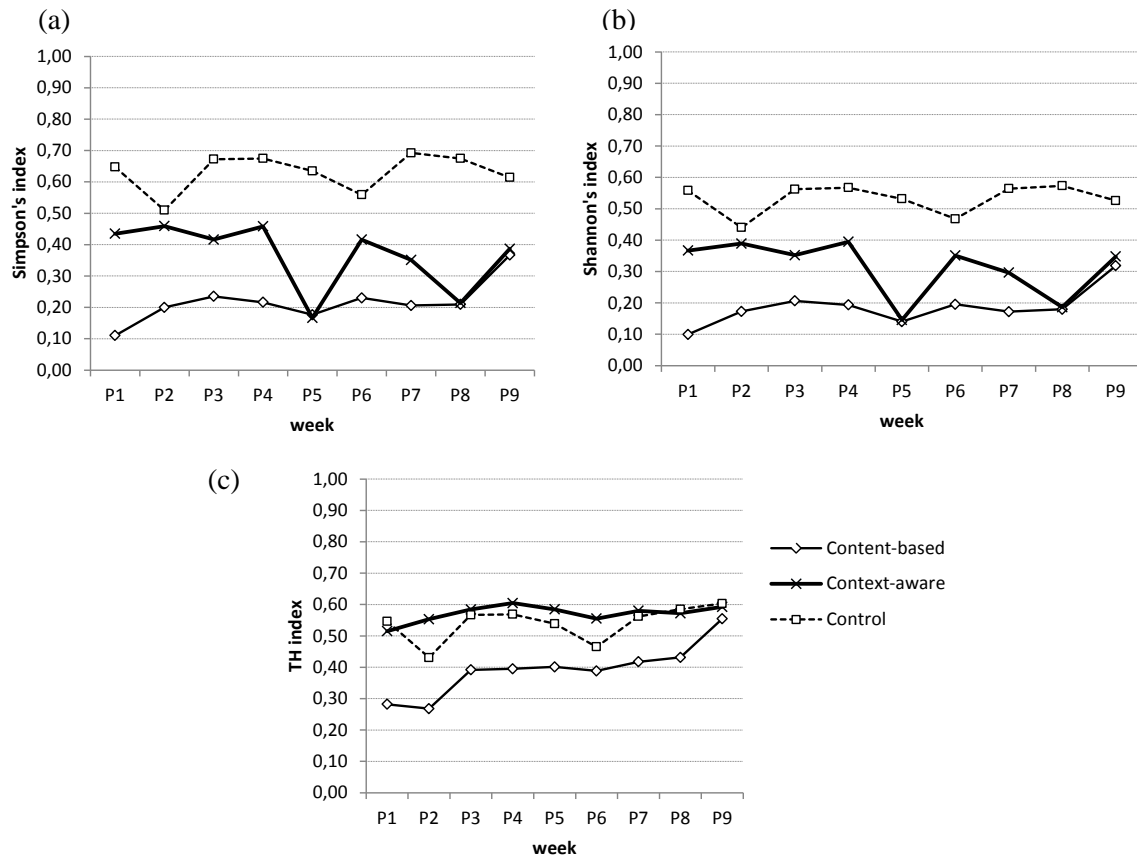 (a)
1,00
0,90
0,80
0,70
0,60
0,50
0,40
0,30
0,20
0,10
0,00
Simpson's index
P1 P2 P3 P4 P5 P6 P7 P8 P9
week
(b)
1,00
0,90
0,80
0,70
0,60
0,50
0,40
0,30
0,20
0,10
0,00
Shannon's index
P1 P2 P3 P4 P5 P6 P7 P8 P9
week
(c)
1,00
0,90
0,80
0,70
0,60
0,50
0,40
0,30
0,20
0,10
0,00
TH index
P1 P2 P3 P4 P5 P6 P7 P8 P9
week
Content-based
Context-aware
Control